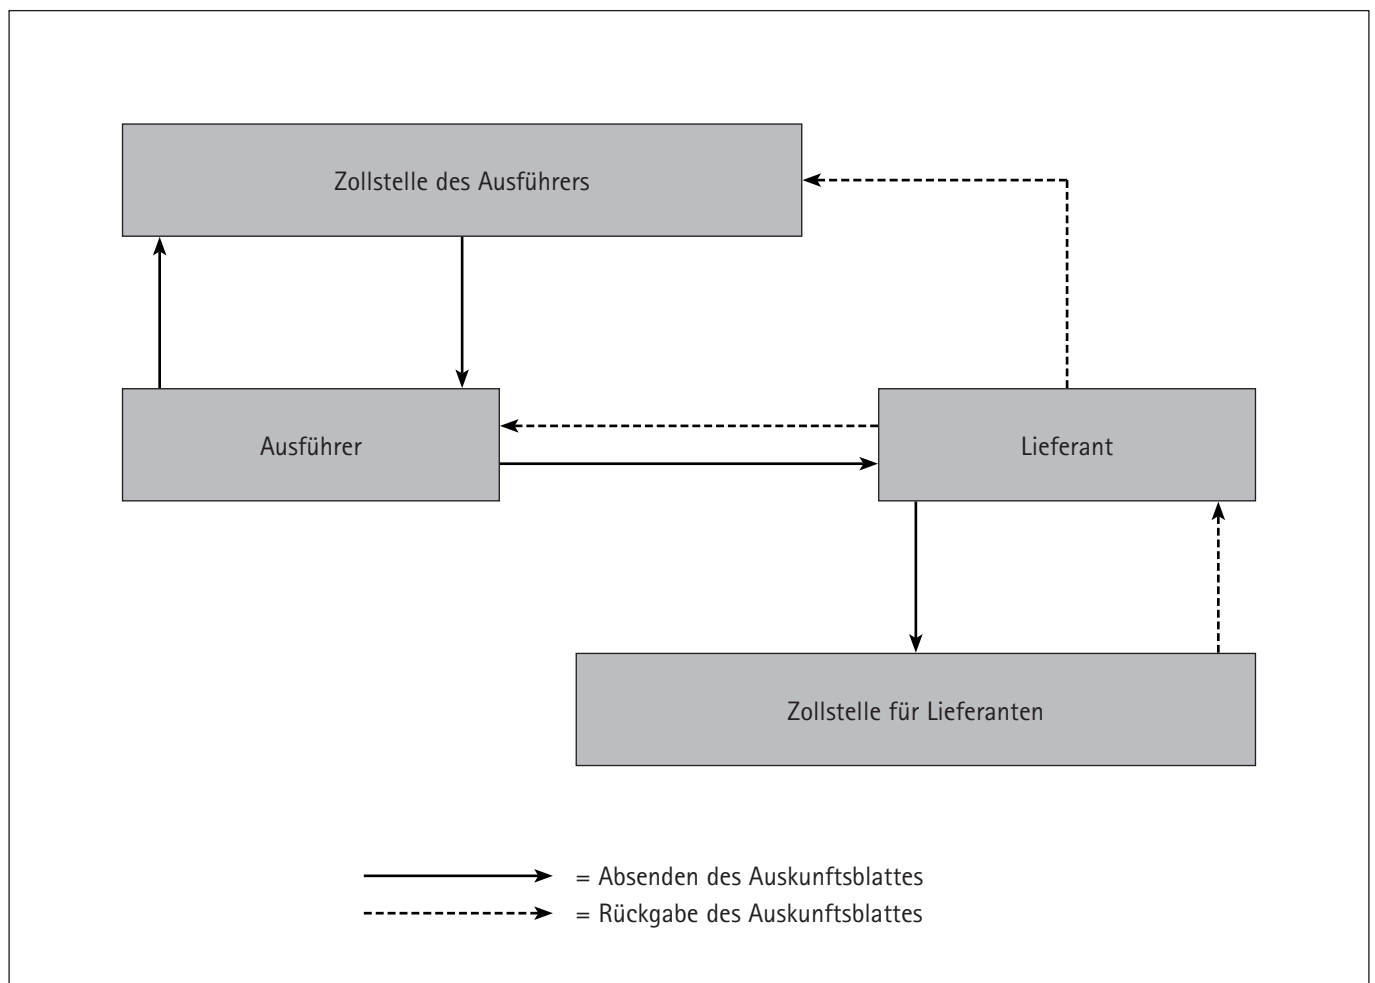 Zollstelle des Ausführers
Ausführer
Lieferant
Zollstelle für Lieferanten
= Absenden des Auskunftsblattes
= Rückgabe des Auskunftsblattes